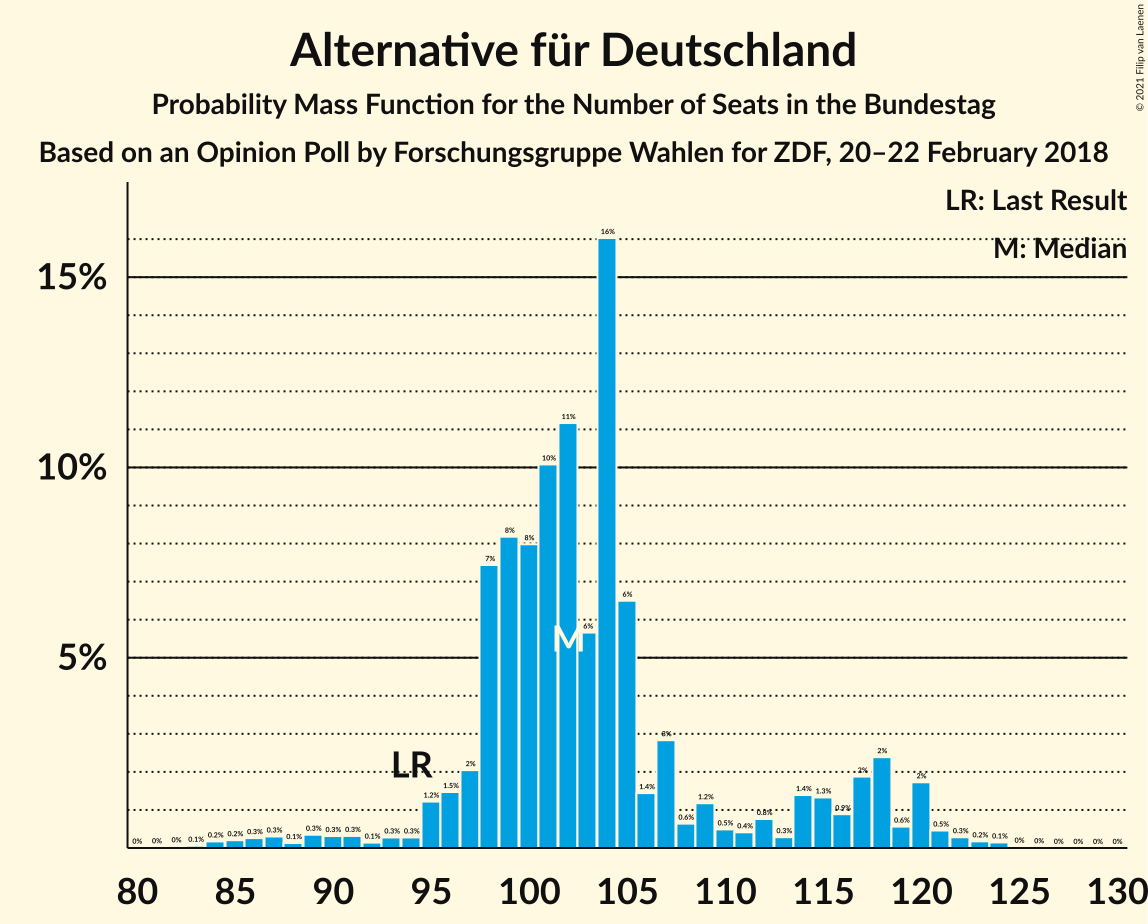 Alternative für Deutschland
Probability Mass Function for the Number of Seats in the Bundestag
Based on an Opinion Poll by Forschungsgruppe Wahlen for ZDF, 20–22 February 2018
© 2021 Filip van Laenen
LR: Last Result
M: Median
15%
10%
5%
0% 0% 0% 0.1% 0.2% 0.2% 0.3% 0.3% 0.1% 0.3% 0.3% 0.3% 0.1% 0.3% 0.3% 1.2% 1.5% 2% 7% 8% 8% 10% 11% 6% 16% 6% 1.4% 3% 0.6% 1.2% 0.5% 0.4% 0.8% 0.3% 1.4% 1.3% 0.9% 2% 2% 0.6% 2% 0.5% 0.3% 0.2% 0.1% 0% 0% 0% 0% 0% 0%
LR
M
80 85 90 95 100 105 110 115 120 125 130